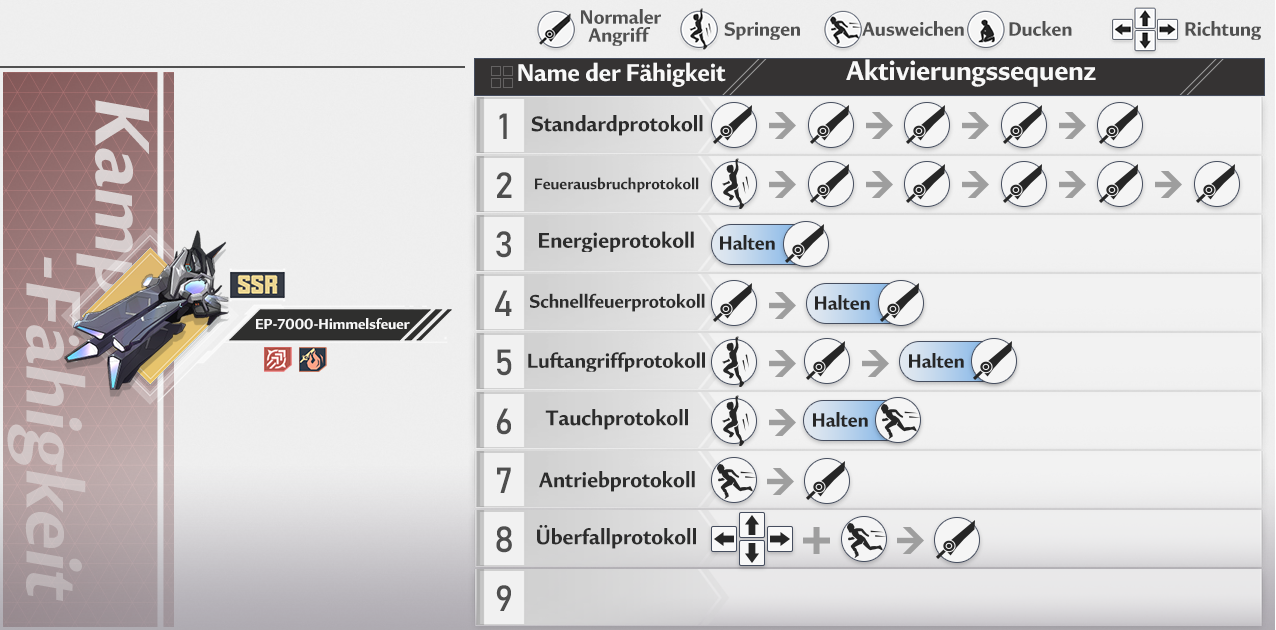 Normaler
Angriff
Springen
Ausweichen
Ducken
Richtung
Name der Fähigkeit
Aktivierungssequenz
Kampf
-Fähigkeit
SSR
EP-7000-Himmelsfeuer
1 Standardprotokoll
2 Feuerausbruchprotokoll
3 Energieprotokoll Halten
4 Schnellfeuerprotokoll Halten
5 Luftangriffprotokoll Halten
6 Tauchprotokoll Halten
7 Antriebprotokoll
8 Überfallprotokoll +
9